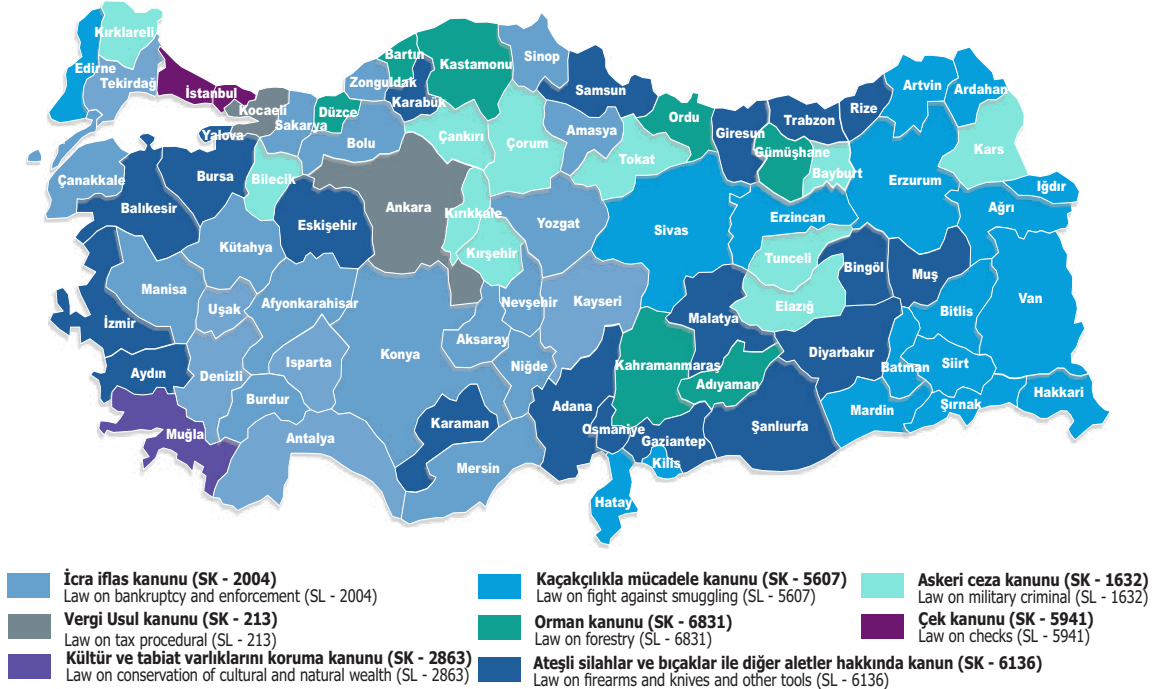 Kırklareli
Edirne
Tekirdağ
İstanbul
Kocaeli
Yalova
Sakarya
Düzce
Zonguldak
Bartın
Karabük
Kastamonu
Sinop
Samsun
Bolu
Çankırı
Çorum
Amasya
Tokat
Ordu
Giresun
Trabzon
Gümüşhane
Bayburt
Rize
Artvin
Ardahan
Kars
Iğdır
Ağrı
Erzurum
Erzincan
Çanakkale
Balıkesir
Bursa
Bilecik
Eskişehir
Ankara
Kırıkkale
Kırşehir
Yozgat
Sivas
Tunceli
Elazığ
Bingöl
Muş
Bitlis
Van
Kütahya
Manisa
Uşak
Afyonkarahisar
İzmir
Aydın
Denizli
Isparta
Burdur
Muğla
Antalya
Konya
Aksaray
Nevşehir
Kayseri
Niğde
Karaman
Mersin
Adana
Osmaniye
Kahramanmaraş
Malatya
Adıyaman
Gaziantep
Kilis
Hatay
Şanlıurfa
Diyarbakır
Batman
Siirt
Mardin
Şırnak
Hakkari
İcra iflas kanunu (SK - 2004)
Law on bankruptcy and enforcement (SL - 2004)
Vergi Usul kanunu (SK - 213)
Law on tax procedural (SL - 213)
Kültür ve tabiat varlıklarını koruma kanunu (SK - 2863)
Law on conservation of cultural and natural wealth (SL - 2863)
Kaçakçılıkla mücadele kanunu (SK - 5607)
Law on fight against smuggling (SL - 5607)
Orman kanunu (SK - 6831)
Law on forestry (SL - 6831)
Ateşli silahlar ve bıçaklar ile diğer aletler hakkında kanun (SK - 6136)
Law on firearms and knives and other tools (SL - 6136)
Askeri ceza kanunu (SK - 1632)
Law on military criminal (SL - 1632)
Çek kanunu (SK - 5941)
Law on checks (SL - 5941)